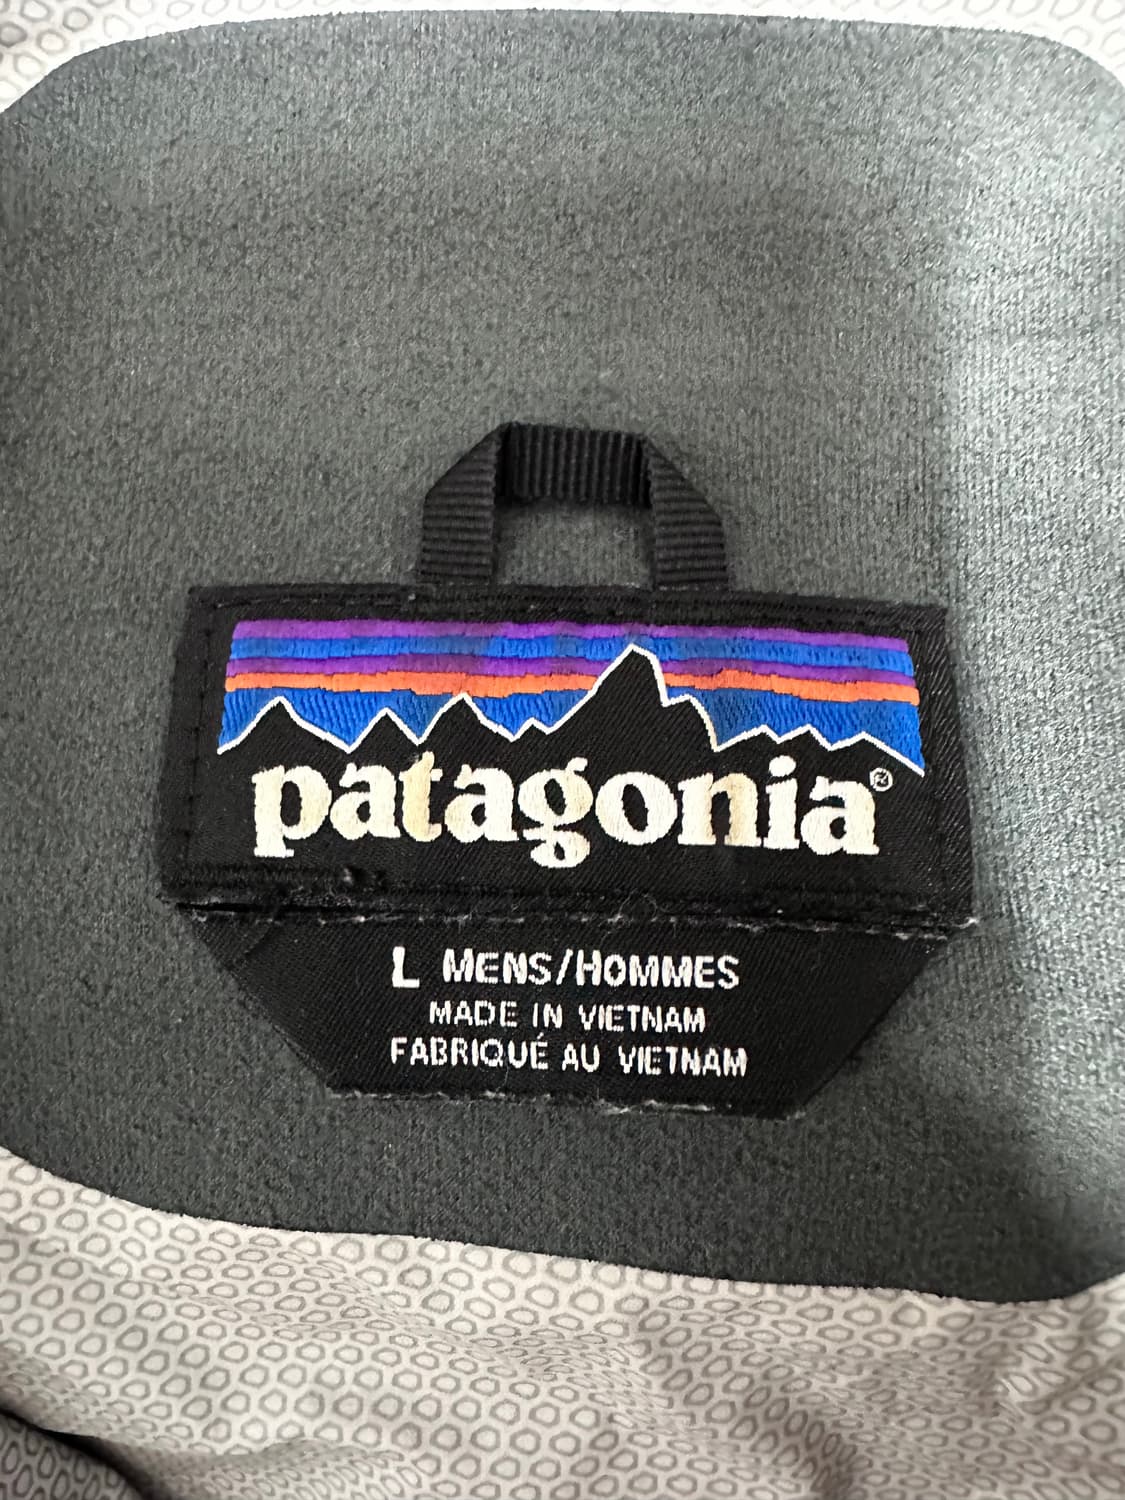 patagonia®
L MENS/HOMMES
MADE IN VIETNAM
FABRIQUÉ AU VIETNAM